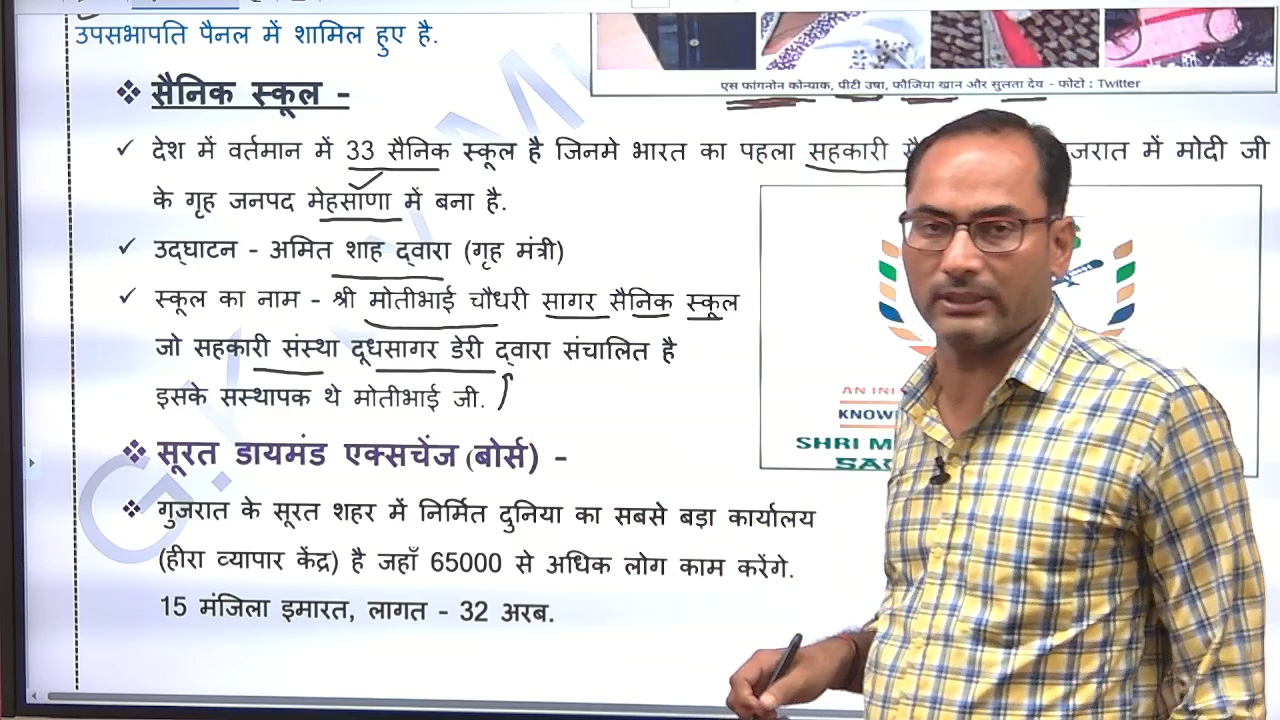 उपसभापति पैनल में शामिल हुए है.
एस फांगनोन कोन्याक, पीटी उषा, फौजिया खान और सुलता देव - फोटो : Twitter
❖ सैनिक स्कूल -
✓ देश में वर्तमान में 33 सैनिक स्कूल है जिनमे भारत का पहला सहकारी जरात में मोदी जी
के गृह जनपद मेहसाणा में बना है.
✓ उद्घाटन - अमित शाह द्वारा (गृह मंत्री)
✓ स्कूल का नाम - श्री मोतीभाई चौधरी सागर सैनिक स्कूल
जो सहकारी संस्था दूधसागर डेरी द्वारा संचालित है
इसके सस्थापक थे मोतीभाई जी.
AN INI
KNOW
SHRI M
SAG
❖ सूरत डायमंड एक्सचेंज (बोर्स) -
❖ गुजरात के सूरत शहर में निर्मित दुनिया का सबसे बड़ा कार्यालय
(हीरा व्यापार केंद्र) है जहाँ 65000 से अधिक लोग काम करेंगे.
15 मंजिला इमारत, लागत - 32 अरब.